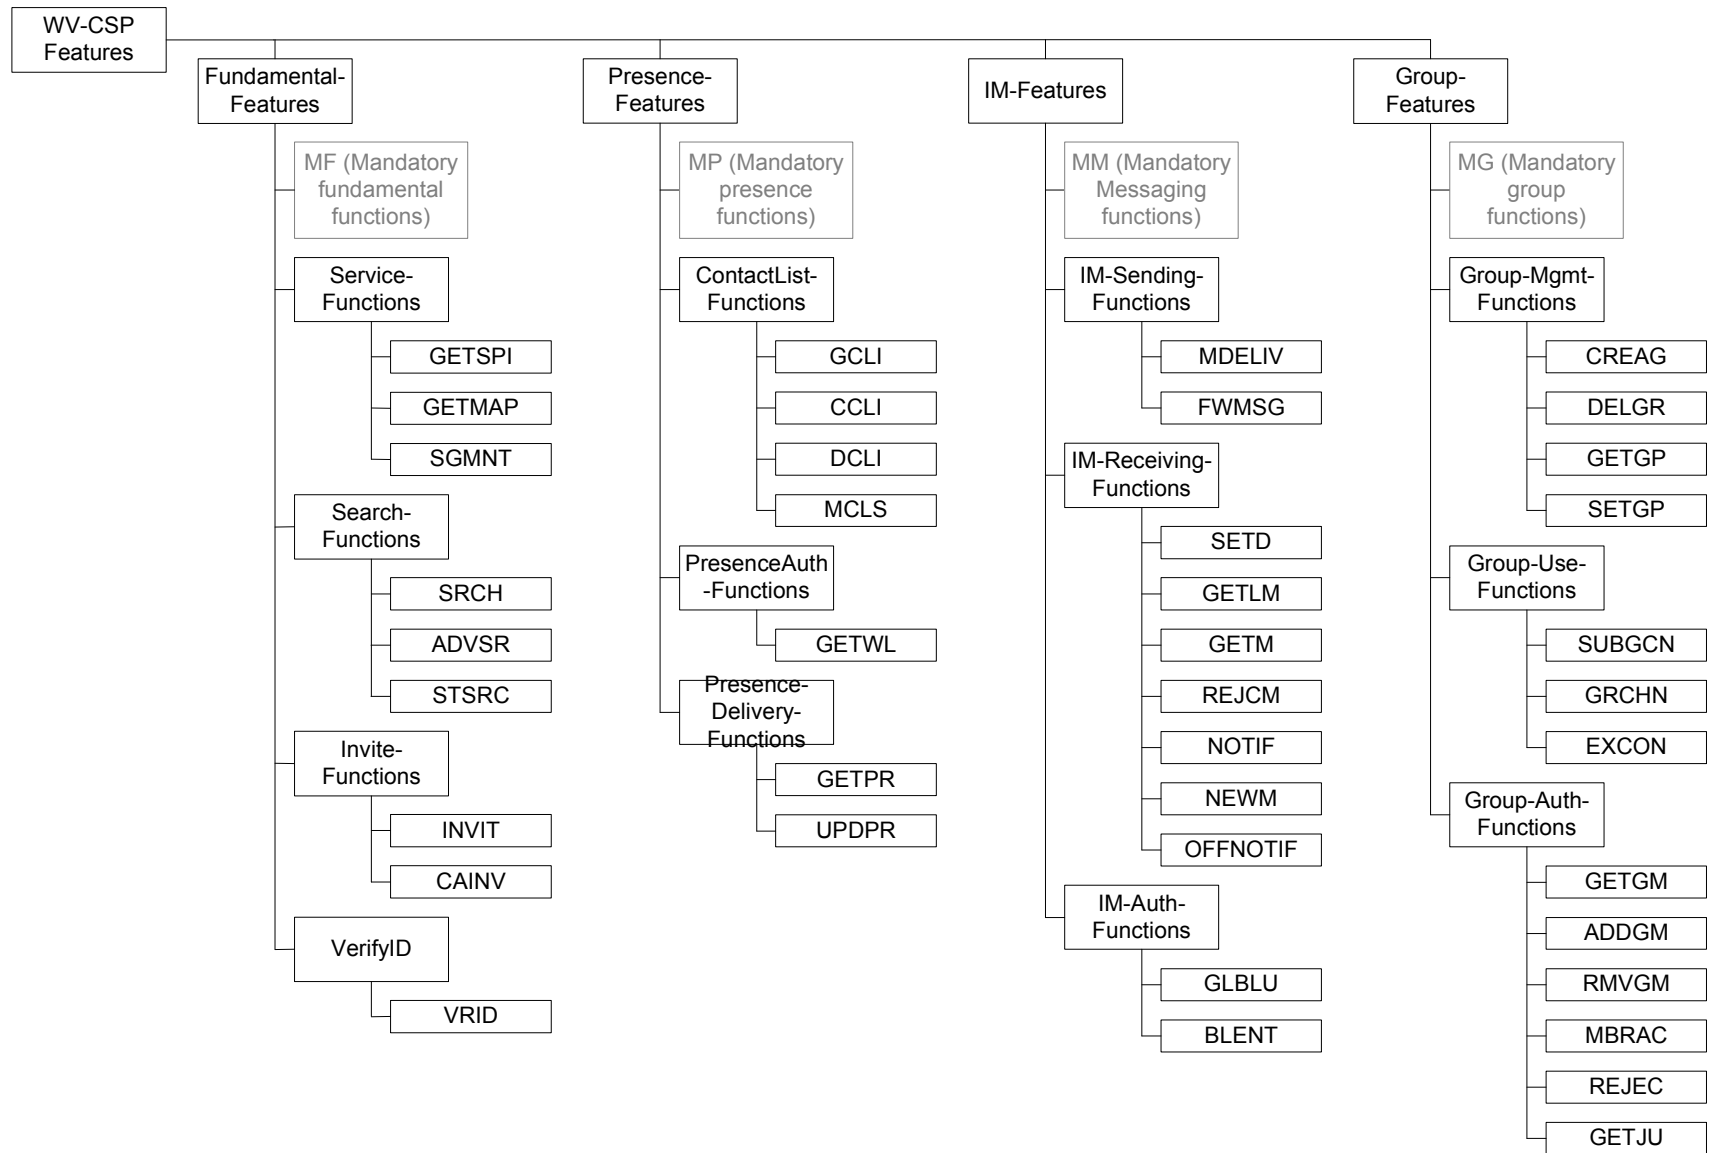 WV-CSP
Features
Fundamental-
Features
MF (Mandatory
fundamental
functions)
Service-
Functions
GETSPI
GETMAP
SGMNT
Search-
Functions
SRCH
ADVSR
STSRC
Invite-
Functions
INVIT
CAINV
VerifyID
VRID
Presence-
Features
MP (Mandatory
presence
functions)
ContactList-
Functions
GCLI
CCLI
DCLI
MCLS
PresenceAuth
-Functions
GETWL
Presence-
Delivery-
Functions
GETPR
UPDPR
IM-Features
MM (Mandatory
Messaging
functions)
IM-Sending-
Functions
MDELIV
FWMSG
IM-Receiving-
Functions
SETD
GETLM
GETM
REJCM
NOTIF
NEWM
OFFNOTIF
IM-Auth-
Functions
GLBLU
BLENT
Group-
Features
MG (Mandatory
group
functions)
Group-Mgmt-
Functions
CREAG
DELGR
GETGP
SETGP
Group-Use-
Functions
SUBGCN
GRCHN
EXCON
Group-Auth-
Functions
GETGM
ADDGM
RMVGM
MBRAC
REJEC
GETJU